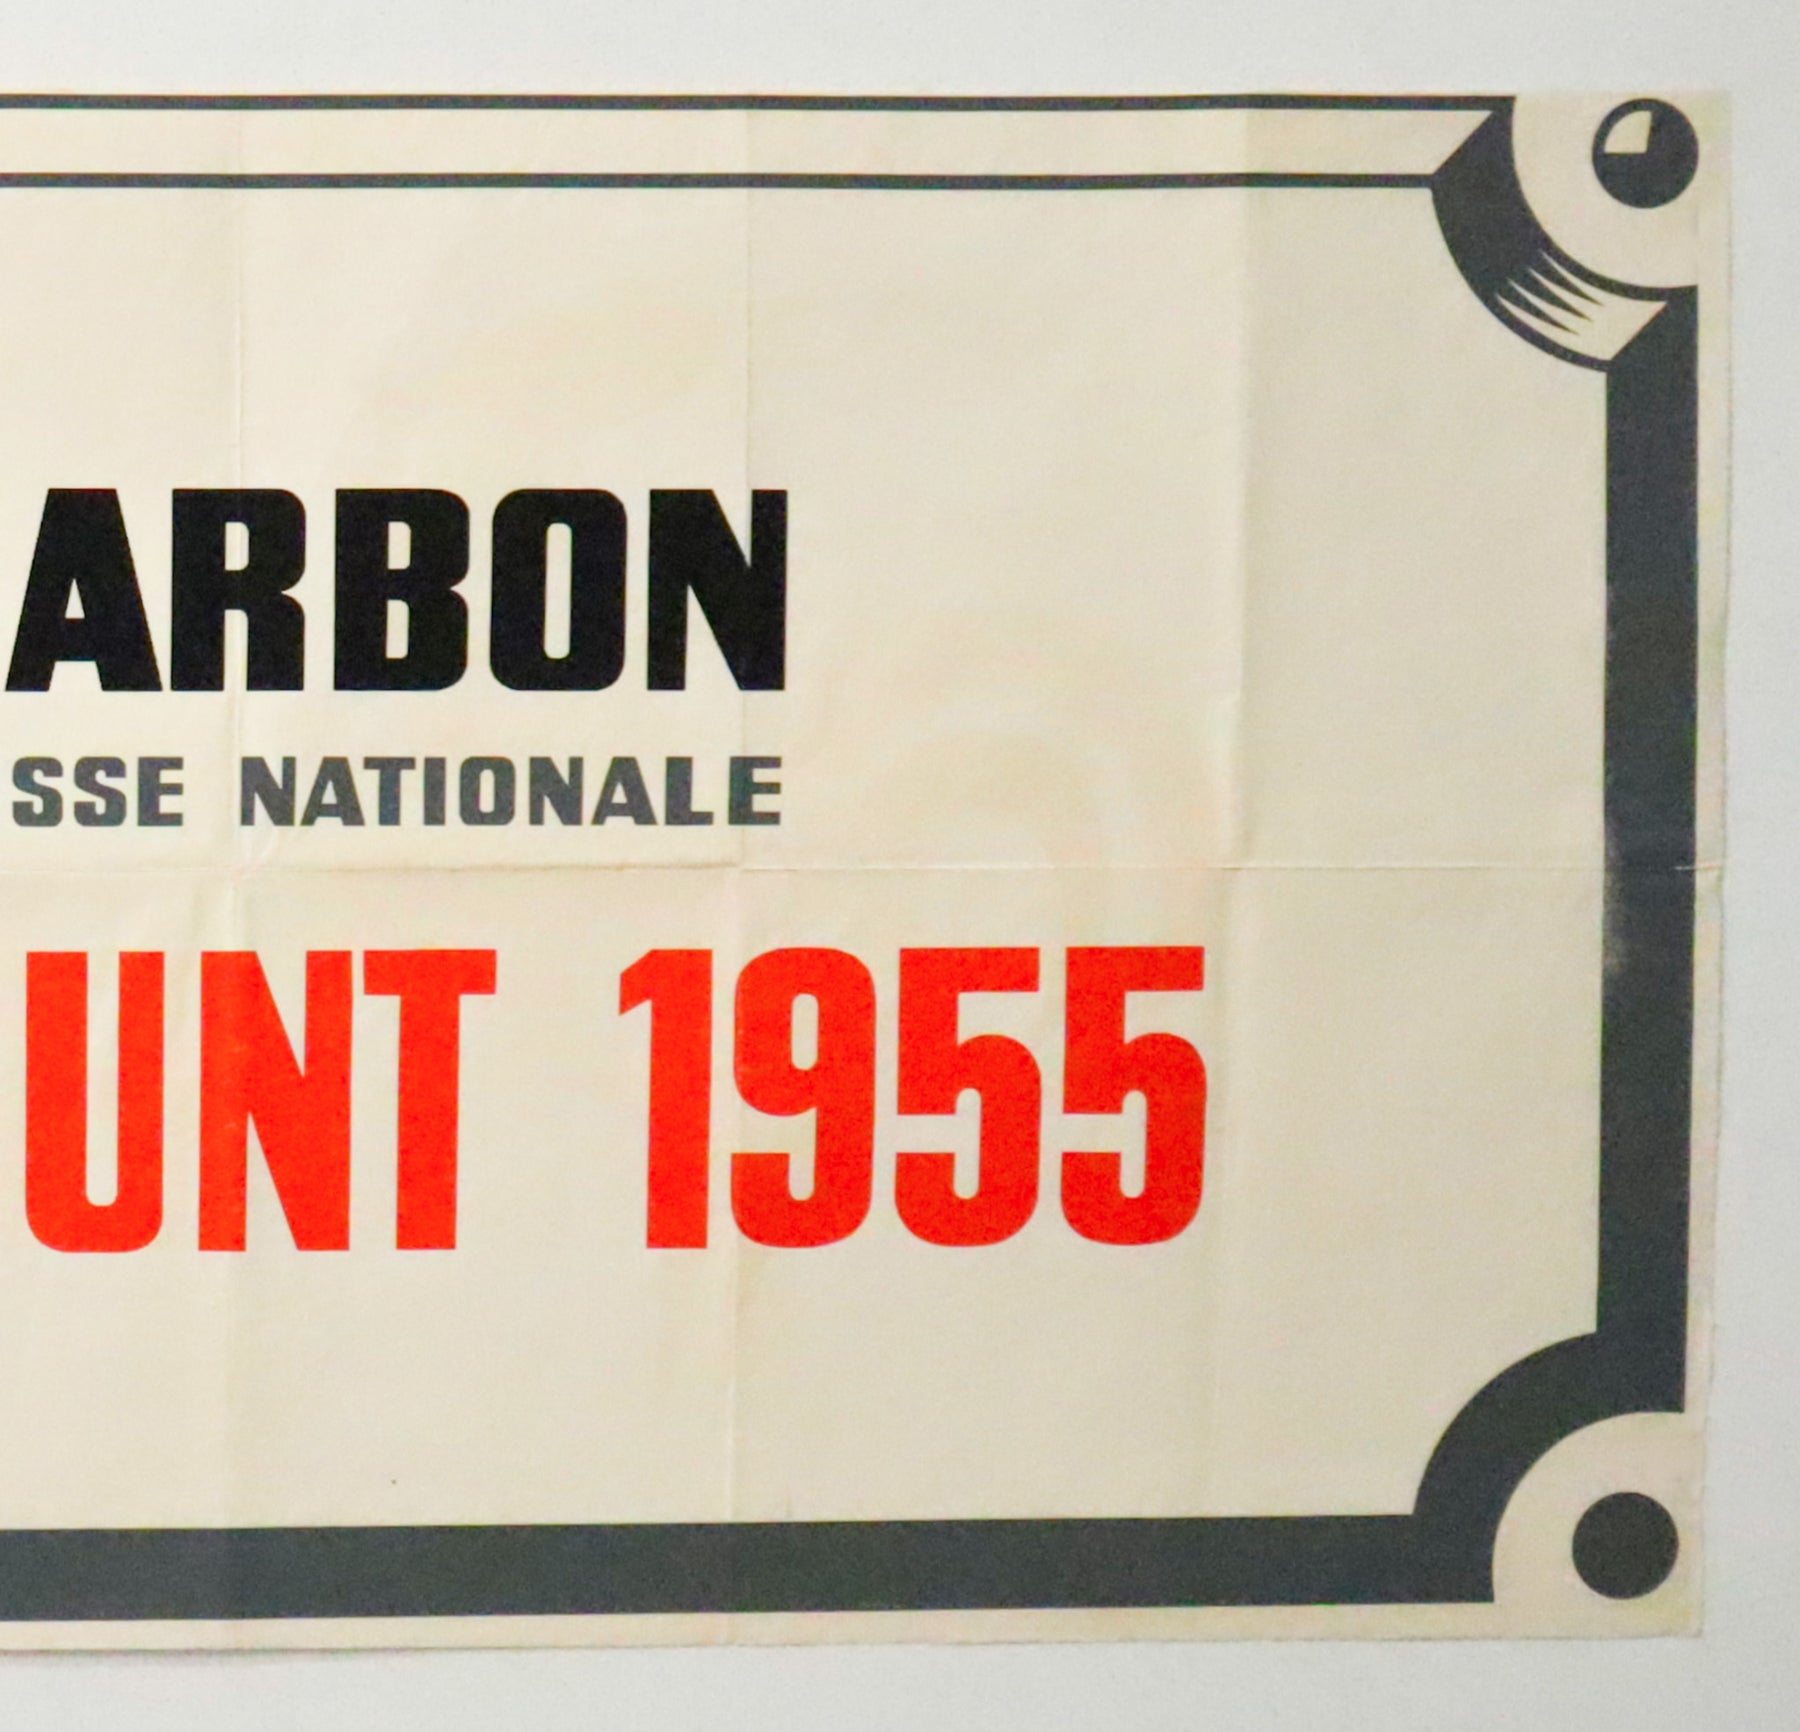 ARBON
SSE NATIONALE
UNT 1955